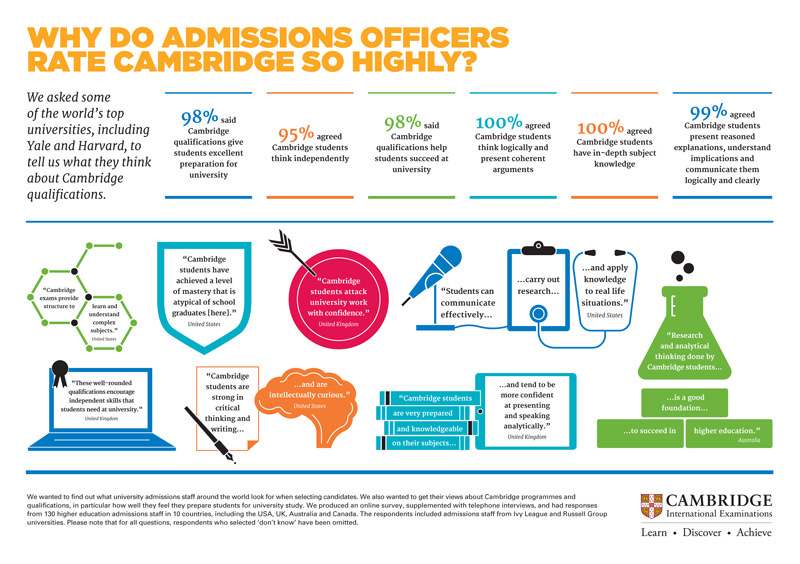 WHY DO ADMISSIONS OFFICERS
RATE CAMBRIDGE SO HIGHLY?
We asked some
of the world's top
universities, including
Yale and Harvard, to
tell us what they think
about Cambridge
qualifications.
98% said
Cambridge
qualifications give
students excellent
preparation for
university
95% agreed
Cambridge students
think independently
98% said
Cambridge
qualifications help
students succeed at
university
100% agreed
Cambridge students
think logically and
present coherent
arguments
100% agreed
Cambridge students
have in-depth subject
knowledge
99% agreed
Cambridge students
present reasoned
explanations, understand
implications and
communicate them
logically and clearly
"Cambridge
exams provide
structure to
learn and
understand
complex
subjects."
United States
"Cambridge
students have
achieved a level
of mastery that is
atypical of school
graduates [here]."
United States
"Cambridge
students attack
university work
with confidence."
United Kingdom
"Students can
communicate
effectively...
...carry out
research...
...and apply
knowledge
to real life
situations."
United States
"Research
and analytical
thinking done by
Cambridge students...
...is a good
foundation...
...to succeed in
higher education."
Australia
"These well-rounded
qualifications encourage
independent skills that
students need at university."
United Kingdom
"Cambridge
students are
strong in
critical
thinking and
writing...
...and are
intellectually curious."
United States
"Cambridge students
are very prepared
and knowledgeable
on their subjects...
...and tend to be
more confident
at presenting
and speaking
analytically."
United Kingdom
We wanted to find out what university admissions staff around the world look for when selecting candidates. We also wanted to get their views about Cambridge programmes and
qualifications, in particular how well they feel they prepare students for university study. We produced an online survey, supplemented with telephone interviews, and had responses
from 130 higher education admissions staff in 10 countries, including the USA, UK, Australia and Canada. The respondents included admissions staff from Ivy League and Russell Group
universities. Please note that for all questions, respondents who selected 'don't know' have been omitted.
CAMBRIDGE
International Examinations
Learn • Discover • Achieve